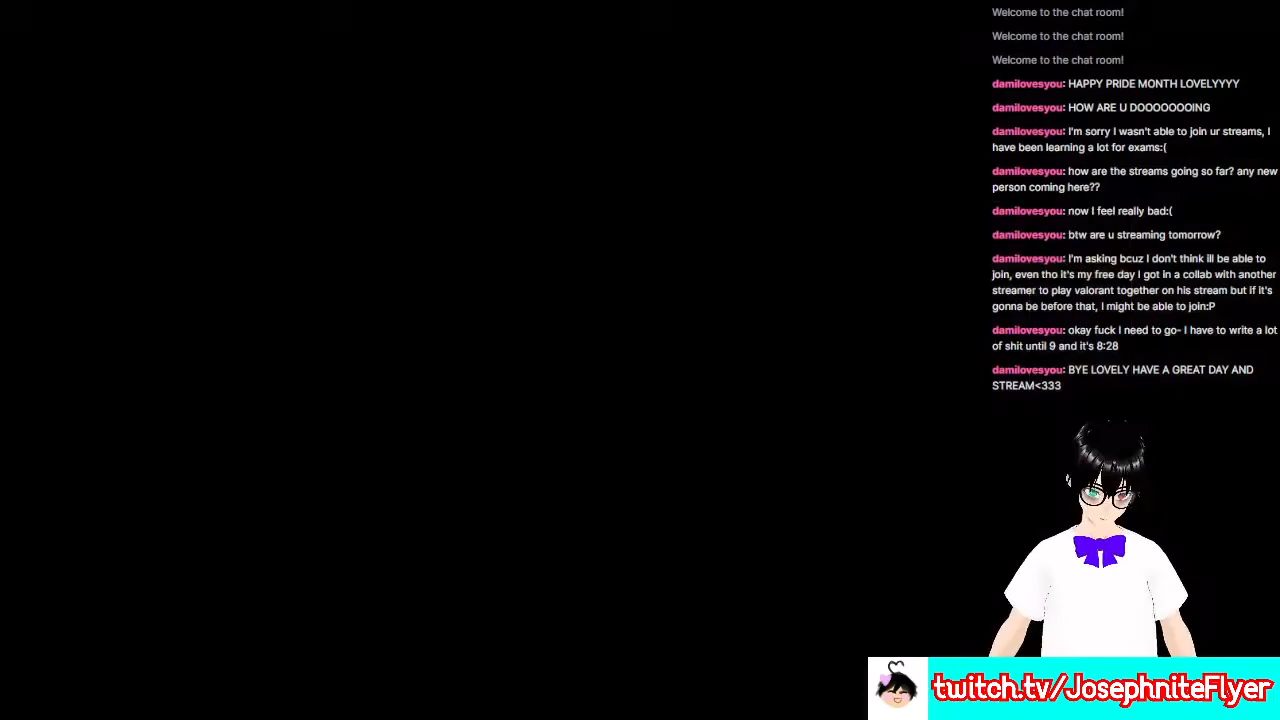 Welcome to the chat room!
Welcome to the chat room!
Welcome to the chat room!
damilovesyou: HAPPY PRIDE MONTH LOVELYYYY
damilovesyou: HOW ARE U DOOOOOOOING
damilovesyou: I'm sorry I wasn't able to join ur streams, I
have been learning a lot for exams:(
damilovesyou: how are the streams going so far? any new
person coming here??
damilovesyou: now I feel really bad:(
damilovesyou: btw are u streaming tomorrow?
damilovesyou: I'm asking bcuz I don't think ill be able to
join, even tho it's my free day I got in a collab with another
streamer to play valorant together on his stream but if it's
gonna be before that, I might be able to join:P
damilovesyou: okay fuck I need to go- I have to write a lot
of shit until 9 and it's 8:28
damilovesyou: BYE LOVELY HAVE A GREAT DAY AND
STREAM<333
twitch.tv/JosephniteFlyer